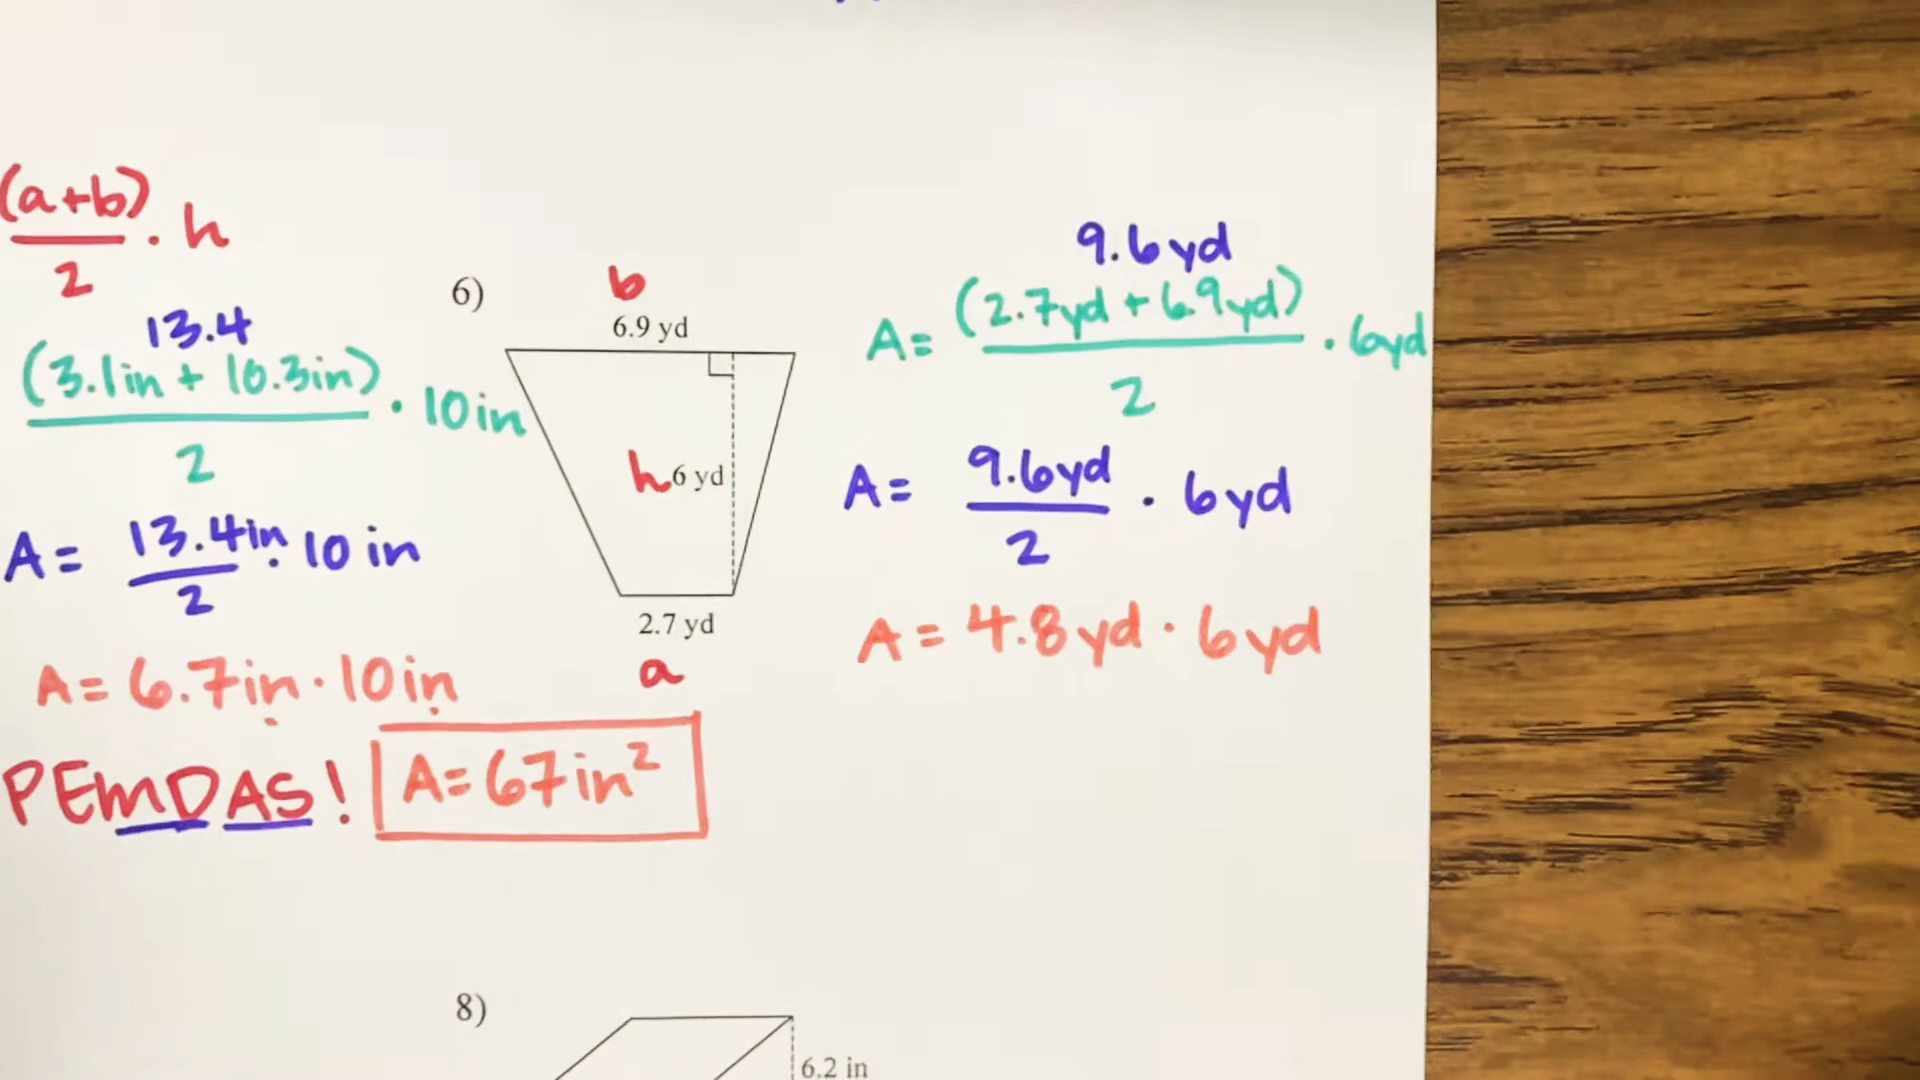 (a+b)/2 · h
13.4
(3.1in + 10.3in)/2 · 10in
A = 13.4in/2 · 10 in
A = 6.7in · 10in
PEMDAS!
A = 67in²
6)
b
6.9 yd
h 6 yd
2.7 yd
a
9.6yd
A = (2.7yd + 6.9yd)/2 · 6yd
A = 9.6yd/2 · 6yd
A = 4.8yd · 6yd
8)
6.2 in